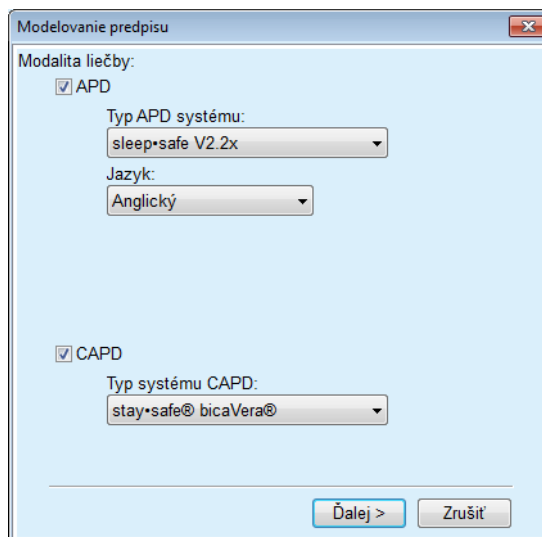 Modelovanie predpisu
Modalita liečby:
APD
Typ APD systému:
sleep•safe V2.2x
Jazyk:
Anglický
CAPD
Typ systému CAPD:
stay•safe® bicaVera®
Ďalej >
Zrušiť